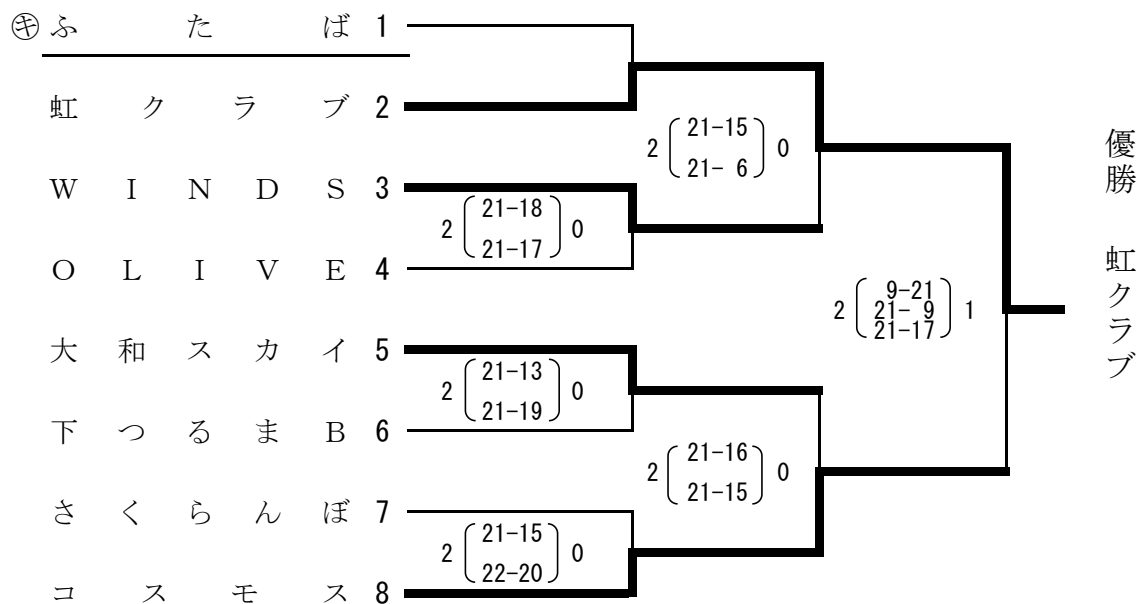 ㋖ ふたば 1
虹クラブ 2
2 21-15 0
21- 6
WINDS 3
2 21-18 0
21-17
OLIVE 4
2 9-21 1
21- 9
21-17
優勝 虹クラブ
大和スカイ 5
2 21-13 0
21-19
下つるまB 6
2 21-16 0
21-15
さくらんぼ 7
2 21-15 0
22-20
コスモス 8